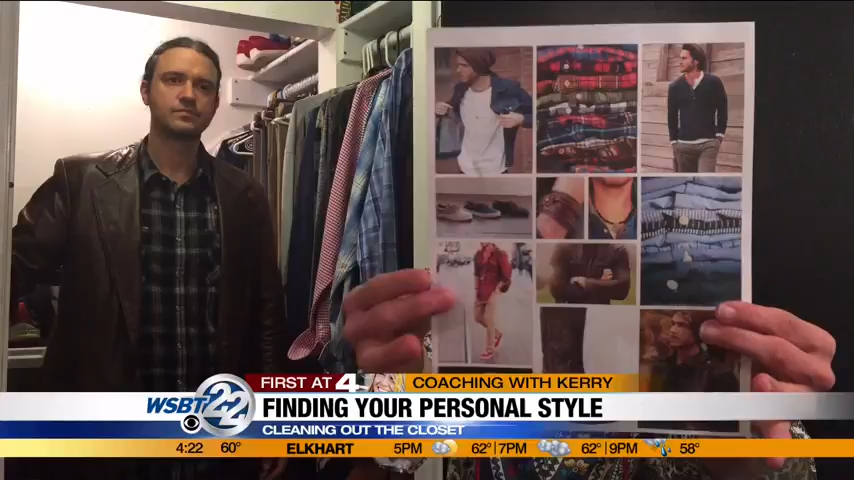 FIRST AT 4
COACHING WITH KERRY
WSBT 22
FINDING YOUR PERSONAL STYLE
CLEANING OUT THE CLOSET
4:22 60° ELKHART 5PM 62° 7PM 62° 9PM 58°